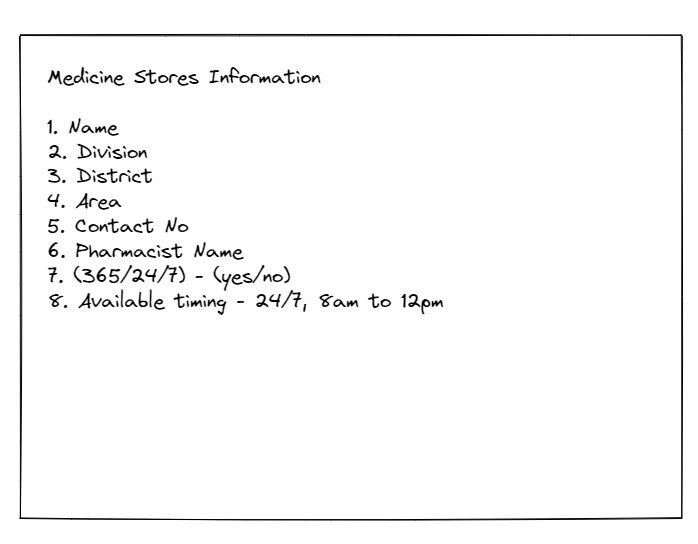 Medicine Stores Information
1. Name
2. Division
3. District
4. Area
5. Contact No
6. Pharmacist Name
7. (365/24/7) - (yes/no)
8. Available timing - 24/7, 8am to 12pm